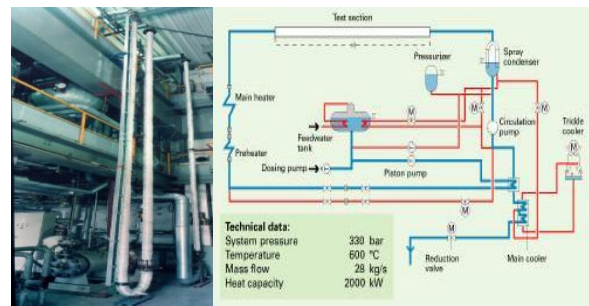 Test section
Pressurizer
Spray
condenser
Main heater
M
M
M
Circulation
pump
Trickle
cooler
M
Feedwater
tank
Preheater
Dosing pump
Piston pump
M
Technical data:
System pressure 330 bar
Temperature 600 °C
Mass flow 28 kg/s
Heat capacity 2000 kW
M
Reduction
valve
Main cooler